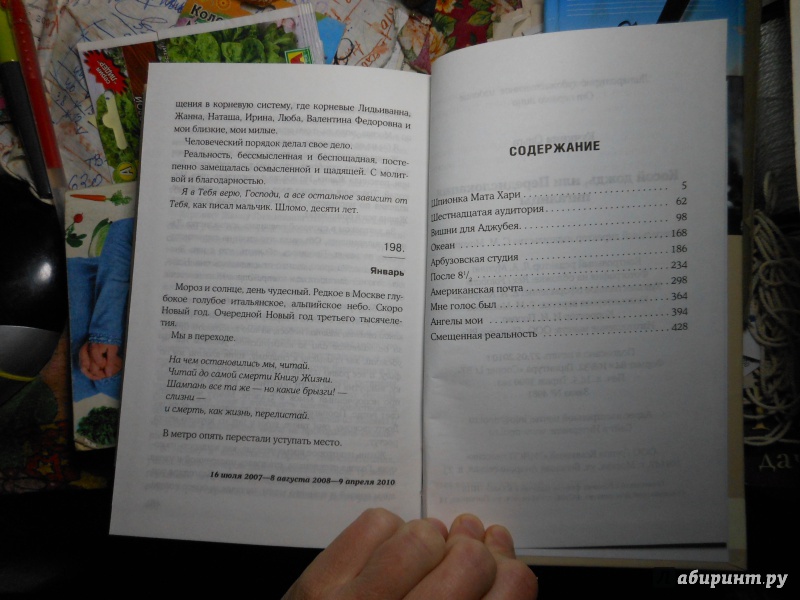 щения в корневую систему, где корневые Лидьиванна,
Жанна, Наташа, Ирина, Люба, Валентина Федоровна и
мои близкие, мои милые.
Человеческий порядок делал свое дело.
Реальность, бессмысленная и беспощадная, посте-
пенно замещалась осмысленной и щадящей. С молит-
вой и благодарностью.
Я в Тебя верю, Господи, а все остальное зависит от
Тебя, как писал мальчик. Шломо, десяти лет.
198.
Январь
Мороз и солнце, день чудесный. Редкое в Москве глу-
бокое голубое итальянское, альпийское небо. Скоро
Новый год. Очередной Новый год третьего тысячеле-
тия.
Мы в переходе.
На чем остановились мы, читай.
Читай до самой смерти Книгу Жизни.
Шампань все та же — но какие брызги! —
слизни —
и смерть, как жизнь, перелистай.
В метро опять перестали уступать место.
16 июля 2007—8 августа 2008—9 апреля 2010
СОДЕРЖАНИЕ
Шпионка Мата Хари 5
Шестнадцатая аудитория 62
Вишни для Аджубея 98
Океан 168
Арбузовская студия 186
После 8½ 234
Американская почта 298
Мне голос был 364
Ангелы мои 394
Смещенная реальность 428
серия
ЛИДЕР
дач
лабиринт.ру